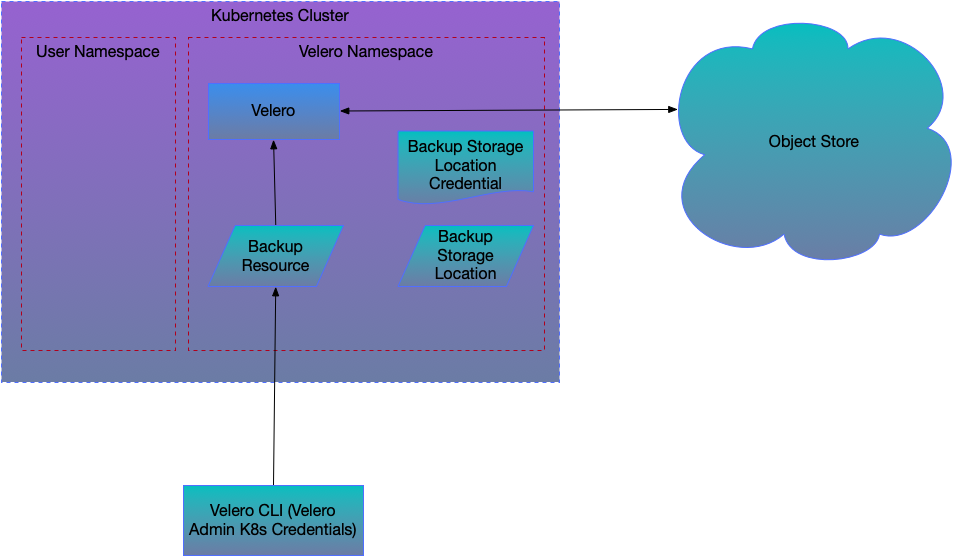 Kubernetes Cluster
User Namespace
Velero Namespace
Velero
Backup Storage
Location
Credential
Object Store
Backup
Resource
Backup
Storage
Location
Velero CLI (Velero
Admin K8s Credentials)